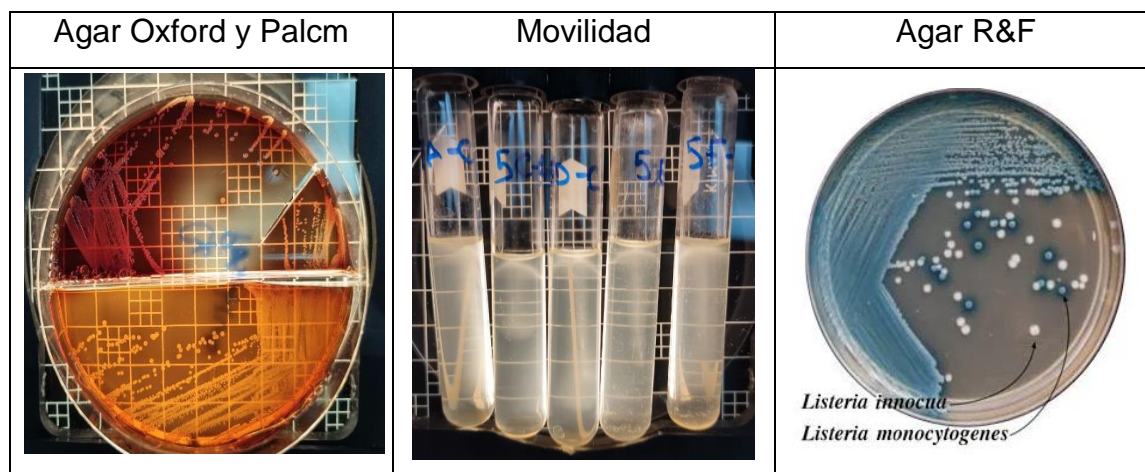 Agar Oxford y Palcm
Movilidad
Agar R&F
A-C
D-C
Listeria innocua
Listeria monocytogenes